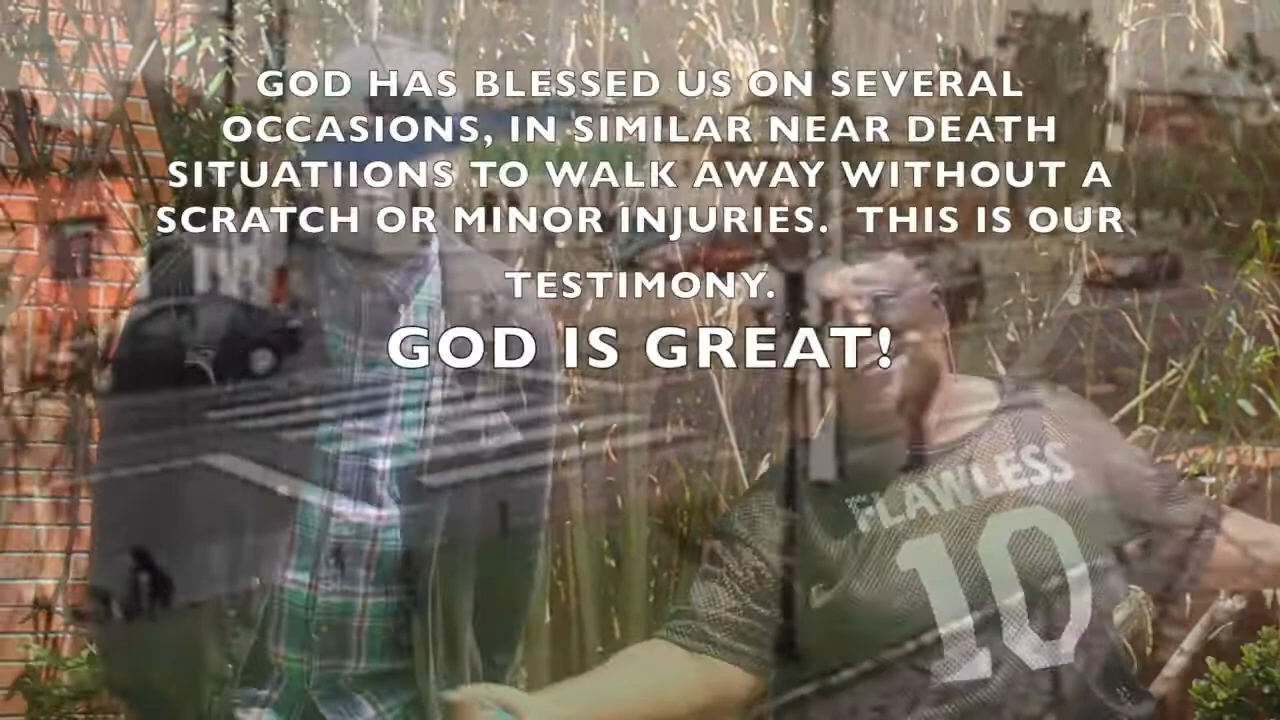 GOD HAS BLESSED US ON SEVERAL
OCCASIONS, IN SIMILAR NEAR DEATH
SITUATIIONS TO WALK AWAY WITHOUT A
SCRATCH OR MINOR INJURIES. THIS IS OUR
TESTIMONY.
GOD IS GREAT!
FLAWLESS
10